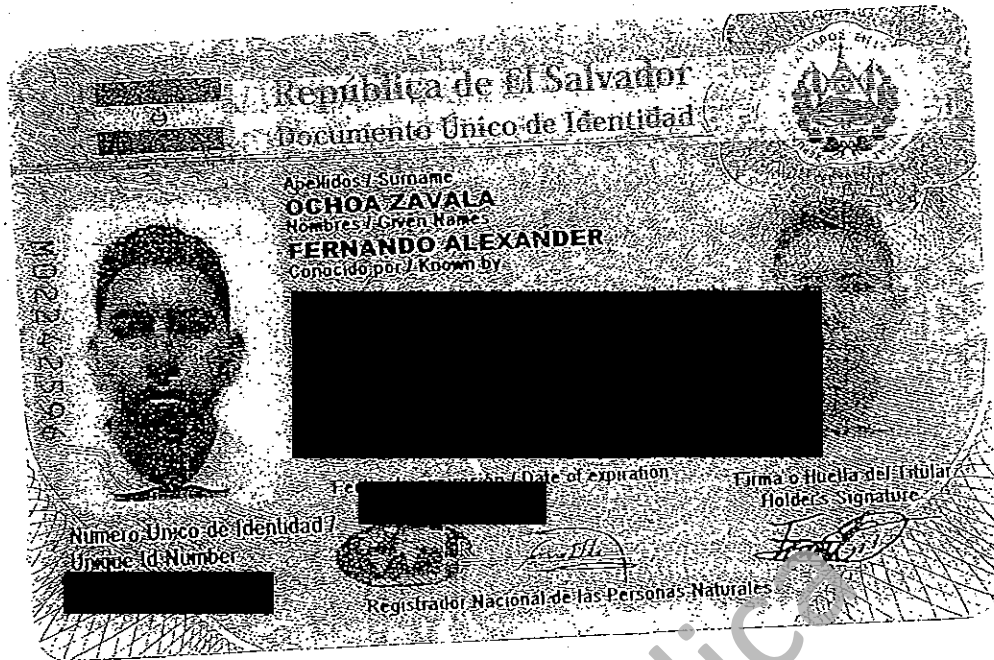 República de El Salvador
Documento Único de Identidad
Apellidos / Surname
OCHOA ZAVALA
Nombres / Given Names
FERNANDO ALEXANDER
Conocido por / Known by
Date of expiration
Firma o Huella del Titular
Holders Signature
Número Único de Identidad /
Unique Id Number
Registrador Nacional de las Personas Naturales